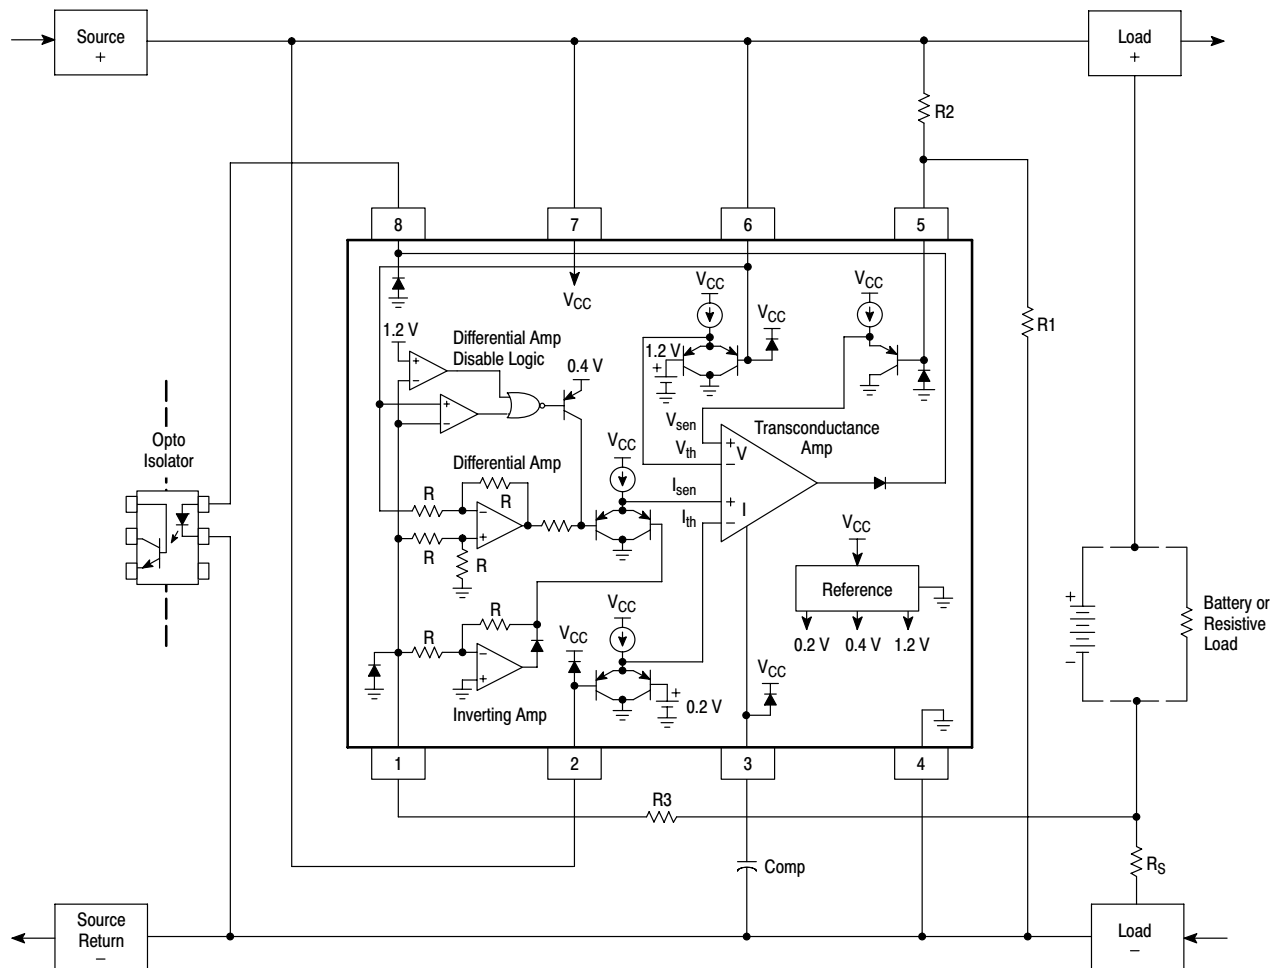 Source
+
Load
+
R2
8
7
6
5
VCC
VCC
VCC
VCC
1.2 V
Differential Amp
Disable Logic
0.4 V
1.2 V
+
R1
+
−
+
−
Opto
Isolator
Vsen
Vth
Transconductance
Amp
VCC
+
V
−
Differential Amp
Isen
+
I
−
Ith
R
R
−
+
R
R
VCC
Reference
0.2 V
0.4 V
1.2 V
+
−
Battery or
Resistive
Load
R
R
−
+
VCC
VCC
VCC
+
0.2 V
Inverting Amp
1
2
3
4
R3
Comp
RS
Source
Return
−
Load
−